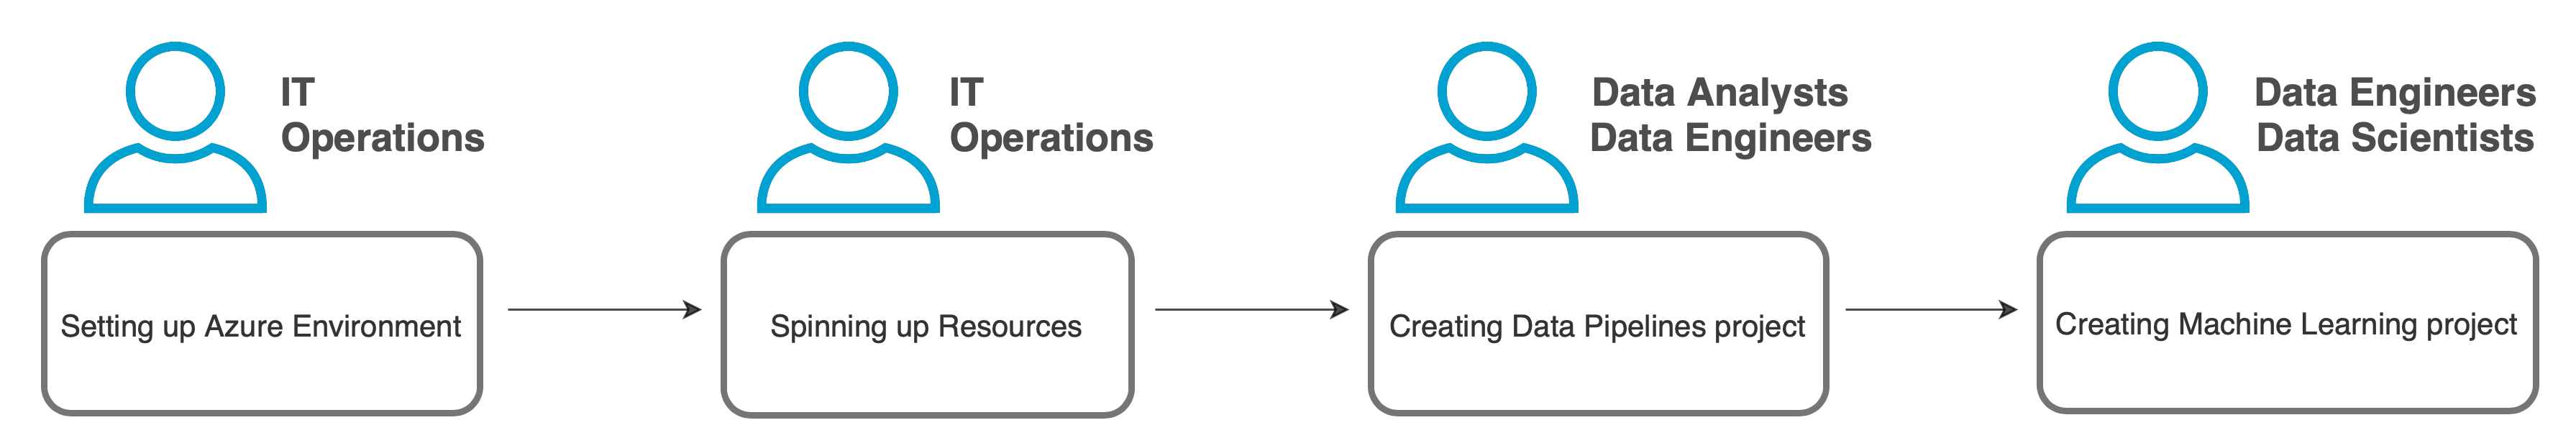 IT
Operations
IT
Operations
Data Analysts
Data Engineers
Data Engineers
Data Scientists
Setting up Azure Environment
Spinning up Resources
Creating Data Pipelines project
Creating Machine Learning project